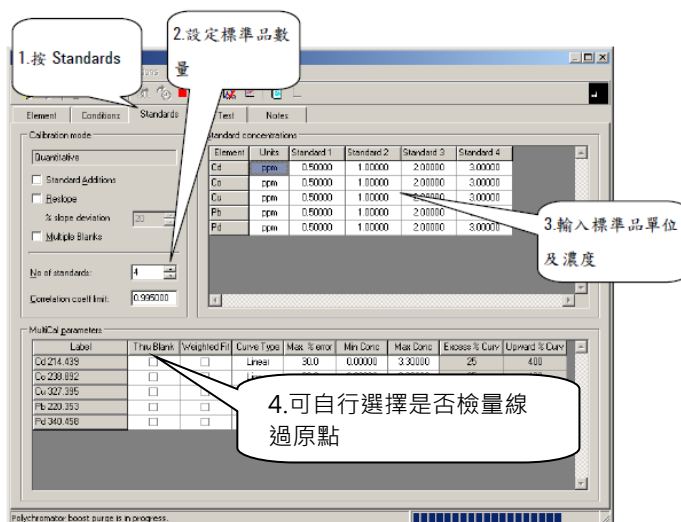 1.按 Standards
2.設定標準品數
量
Element Conditions Standards Test Notes
Calibration mode
Quantitative
Standard Additions
Reslope
% slope deviation 20
Multiple Blanks
No of standards: 4
Correlation coeff limit: 0.995000
Standard concentrations
Element Units Standard 1 Standard 2 Standard 3 Standard 4
Cd ppm 0.50000 1.00000 2.00000 3.00000
Co ppm 0.50000 1.00000 2.00000 3.00000
Cu ppm 0.50000 1.00000 2.00000 3.00000
Pb ppm 0.50000 1.00000 2.00000 3.00000
Pd ppm 0.50000 1.00000 2.00000 3.00000
3.輸入標準品單位
及濃度
MultiCal parameters
Label Thru Blank Weighted Fit Curve Type Max. % error Min Conc Max Conc Excess % Curv Upward % Curv
Cd 214.439 Linear 30.0 0.00000 3.30000 25 400
Co 238.892
Cu 327.395
Pb 220.353
Pd 340.458
4.可自行選擇是否檢量線
過原點
Polychromator boost purge is in progress.